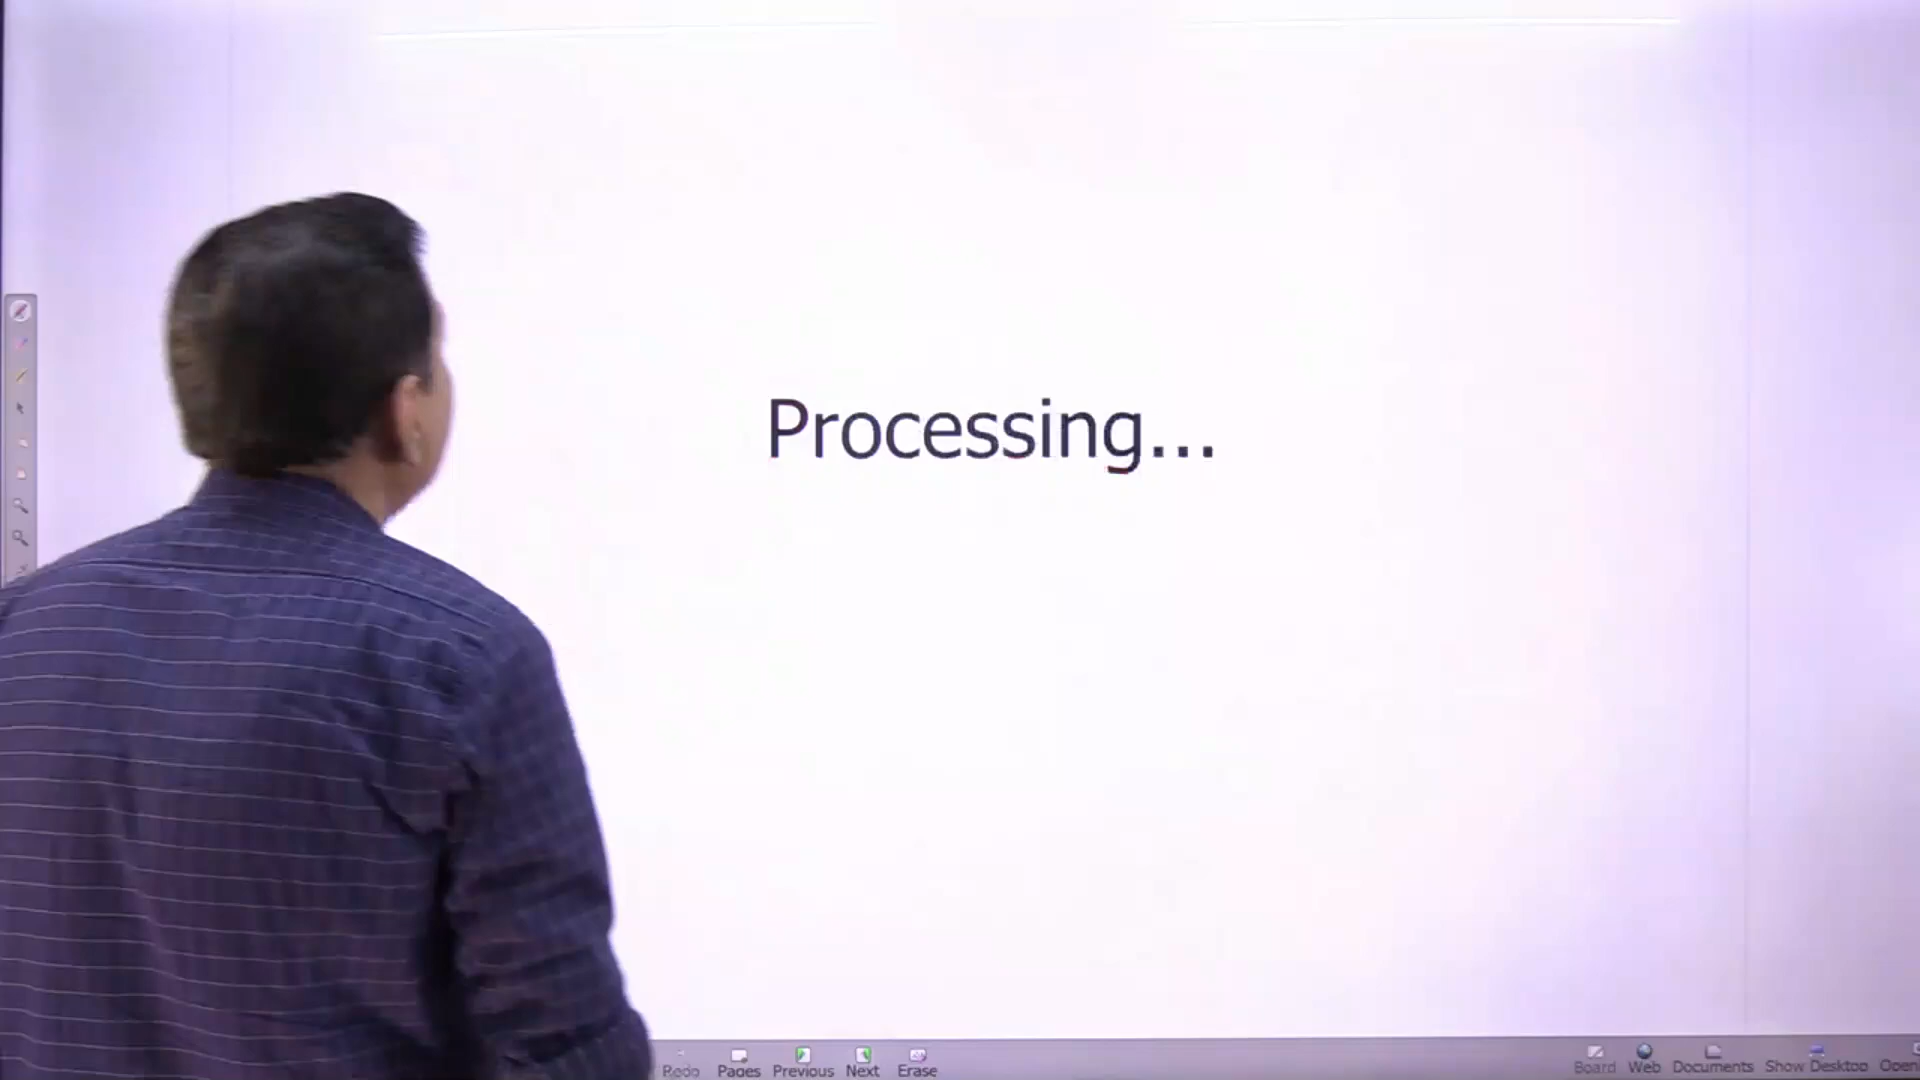 Processing...
Redo Pages Previous Next Erase
Board Web Documents Show Desktop